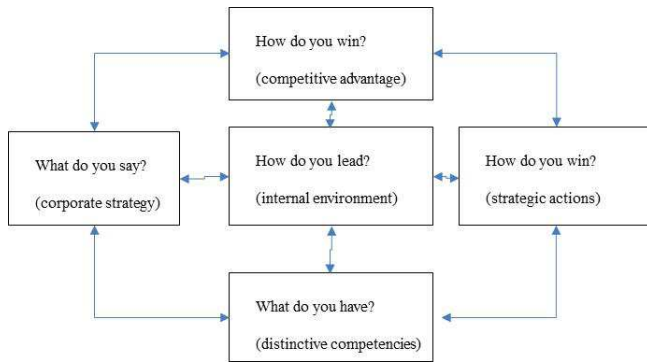 How do you win?
(competitive advantage)
What do you say?
(corporate strategy)
How do you lead?
(internal environment)
How do you win?
(strategic actions)
What do you have?
(distinctive competencies)